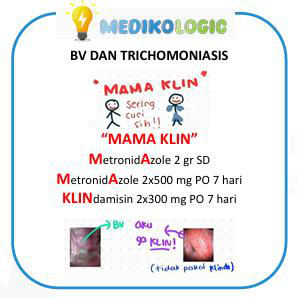 MEDIKOLOGIC
BV DAN TRICHOMONIASIS
"MAMA KLIN"
Sering
cuci
sih!!
"MAMA KLIN"
MetronidAzole 2 gr SD
MetronidAzole 2x500 mg PO 7 hari
KLINdamisin 2x300 mg PO 7 hari
BV
aku
ga KLIN!
(tidak pakai Klinda)